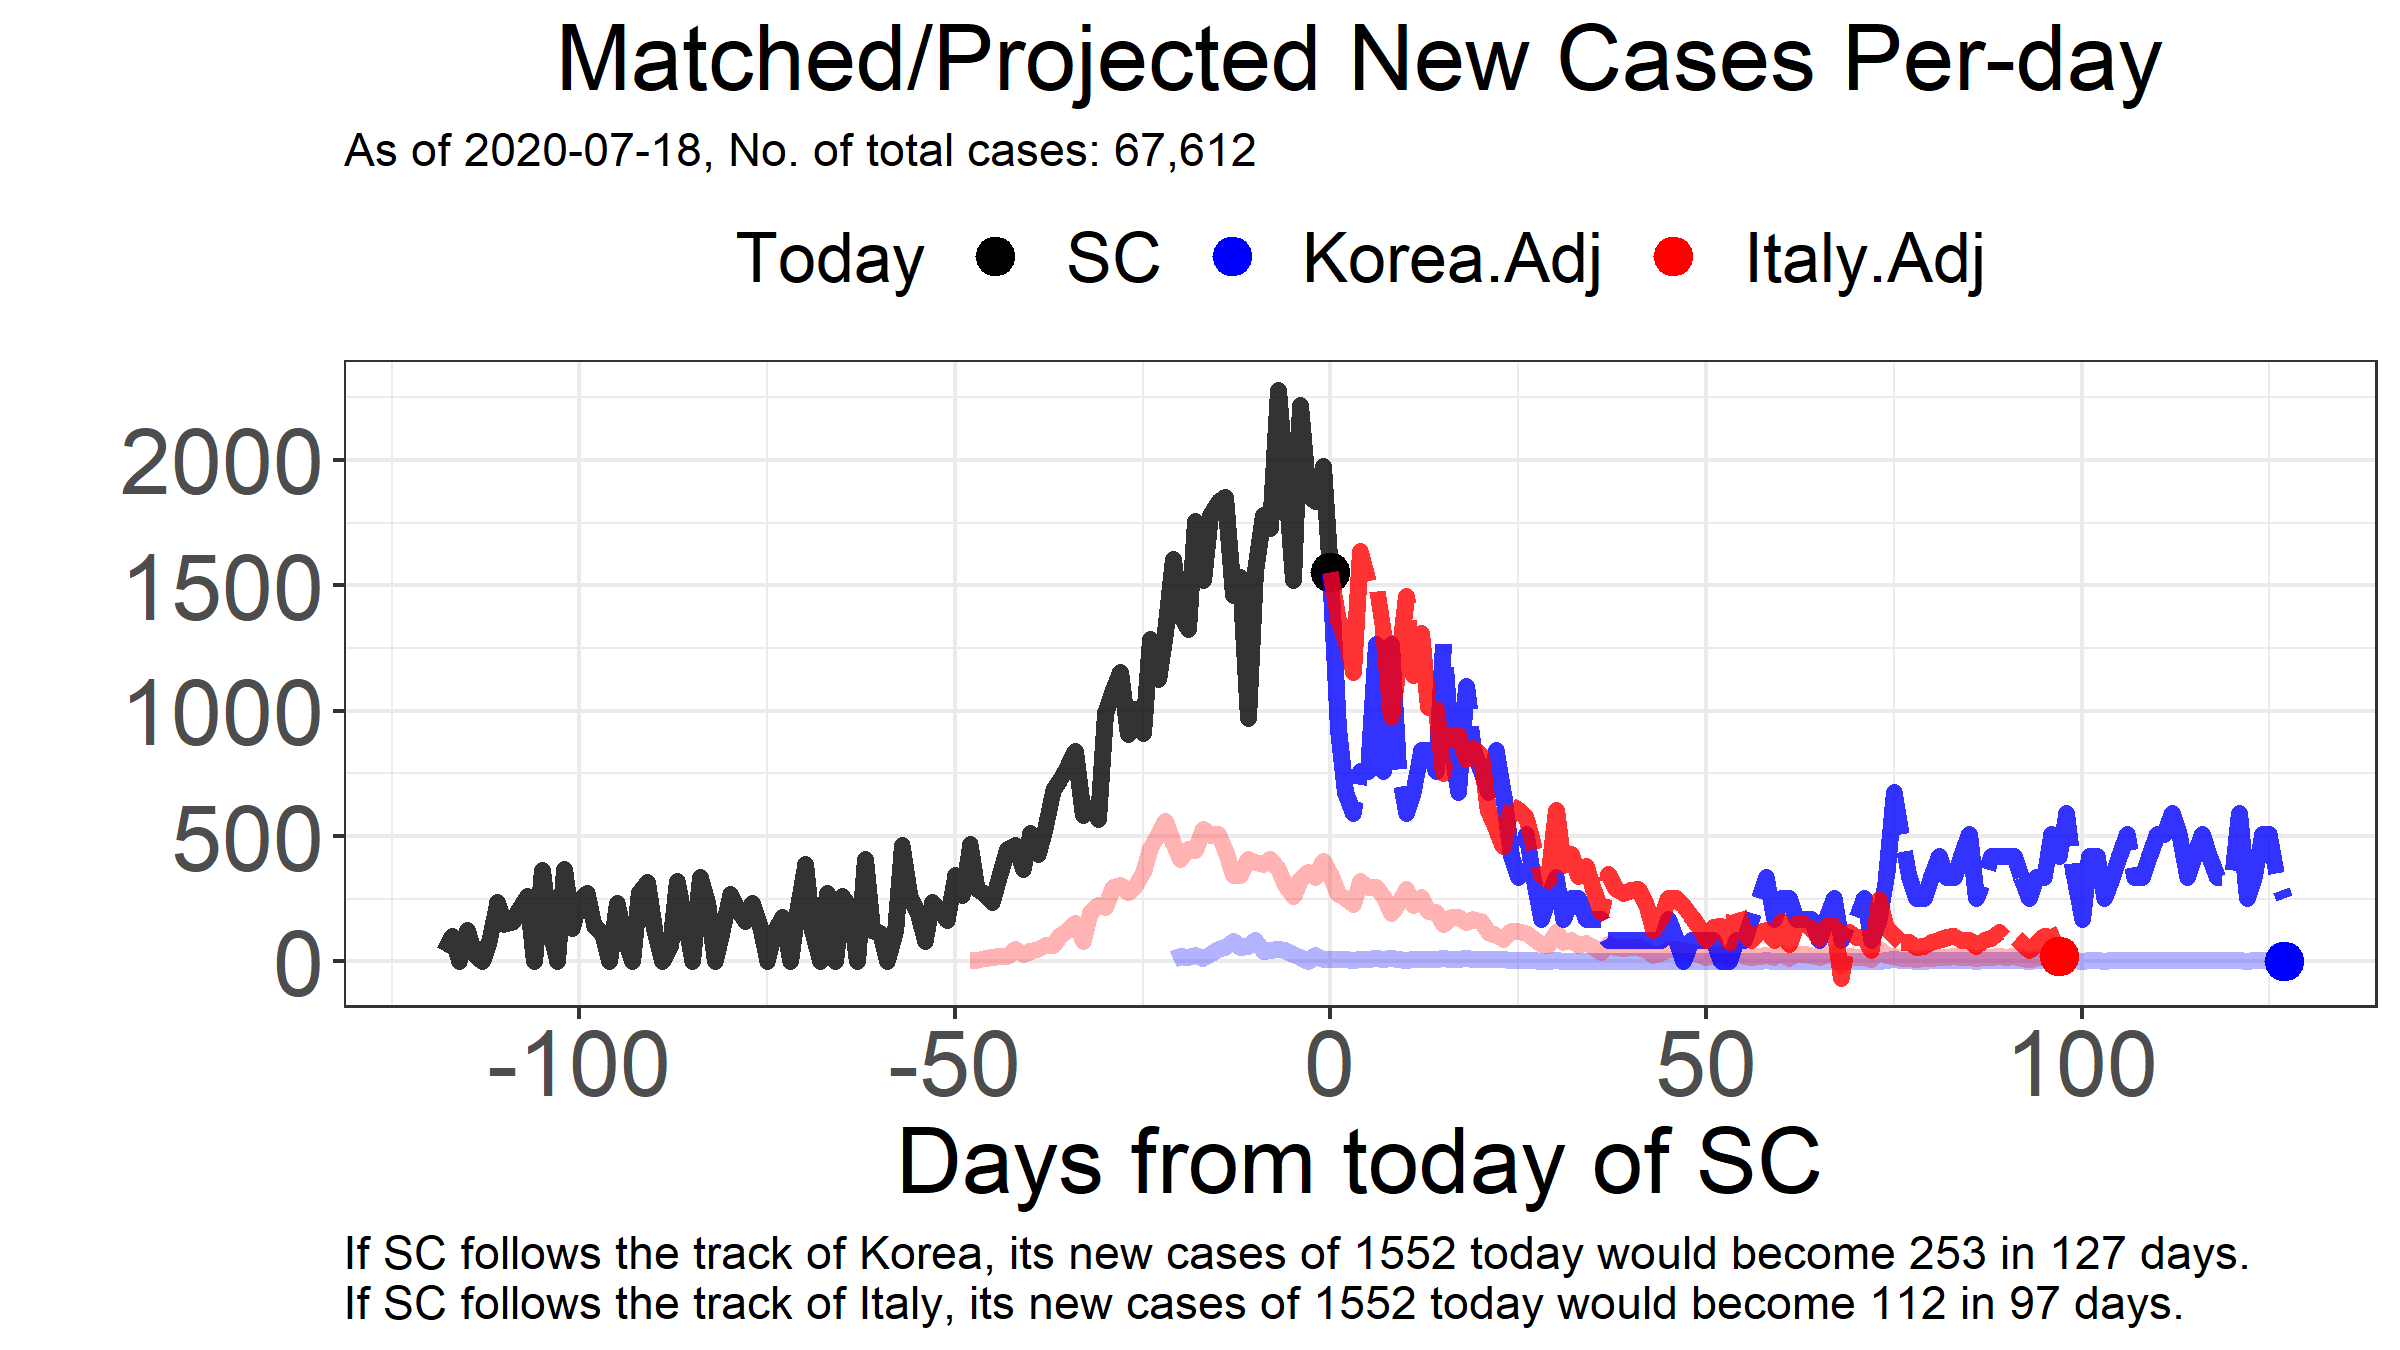 Matched/Projected New Cases Per-day
As of 2020-07-18, No. of total cases: 67,612
Today SC Korea.Adj Italy.Adj
2000
1500
1000
500
0
-100 -50 0 50 100
Days from today of SC
If SC follows the track of Korea, its new cases of 1552 today would become 253 in 127 days.
If SC follows the track of Italy, its new cases of 1552 today would become 112 in 97 days.